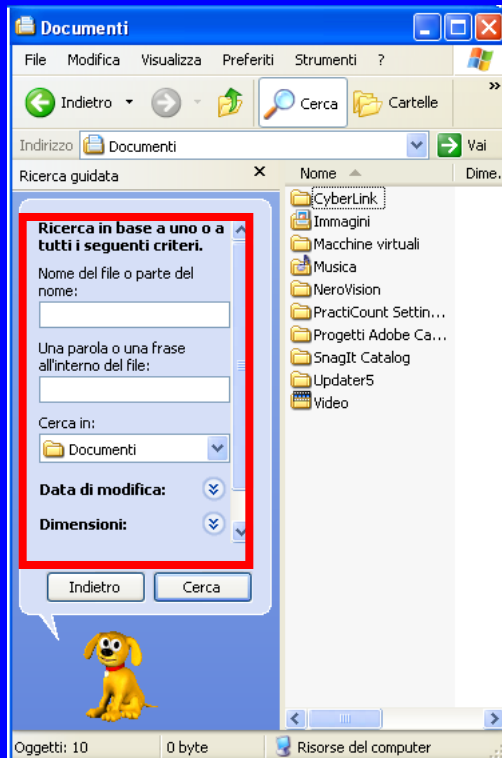 Documenti
File Modifica Visualizza Preferiti Strumenti ?
Indietro Cerca Cartelle »
Indirizzo Documenti Vai
Ricerca guidata
Nome Dime.
Ricerca in base a uno o a
tutti i seguenti criteri.
Nome del file o parte del
nome:
Una parola o una frase
all'interno del file:
Cerca in:
Documenti
Data di modifica:
Dimensioni:
Indietro Cerca
CyberLink
Immagini
Macchine virtuali
Musica
NeroVision
PractiCount Settin...
Progetti Adobe Ca...
SnagIt Catalog
Updater5
Video
Oggetti: 10 0 byte Risorse del computer